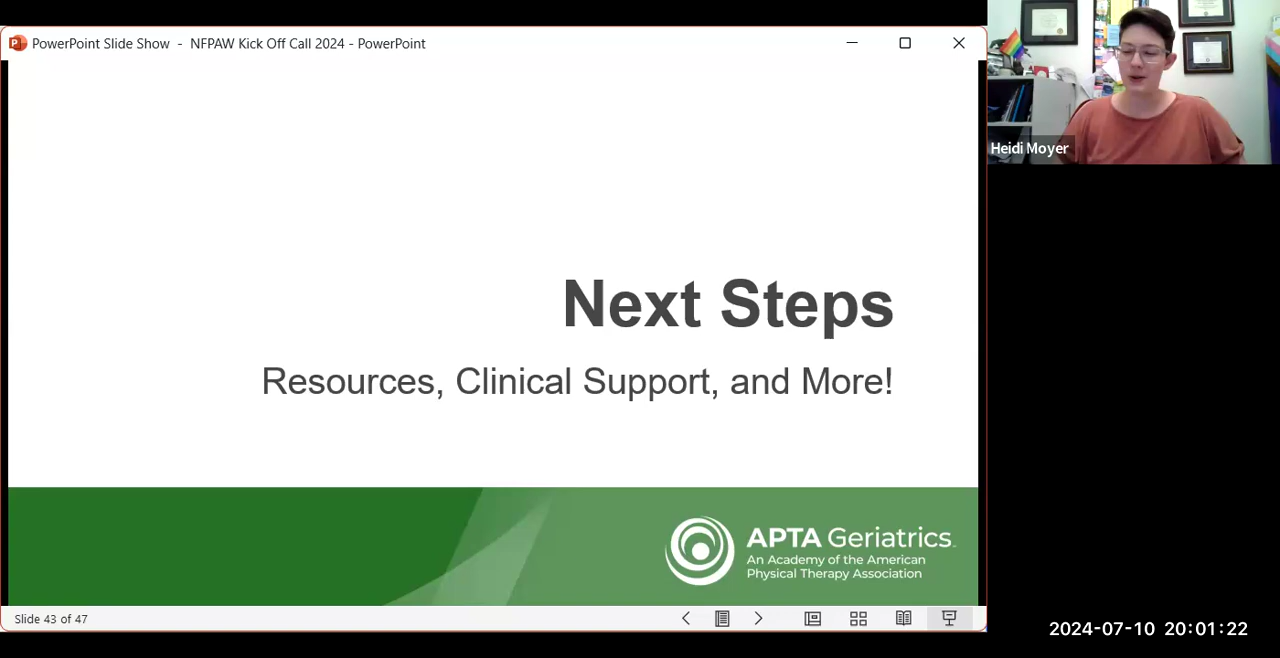 PowerPoint Slide Show - NFPAW Kick Off Call 2024 - PowerPoint
Heidi Moyer
Next Steps
Resources, Clinical Support, and More!
APTA Geriatrics
An Academy of the American
Physical Therapy Association
Slide 43 of 47
2024-07-10 20:01:22